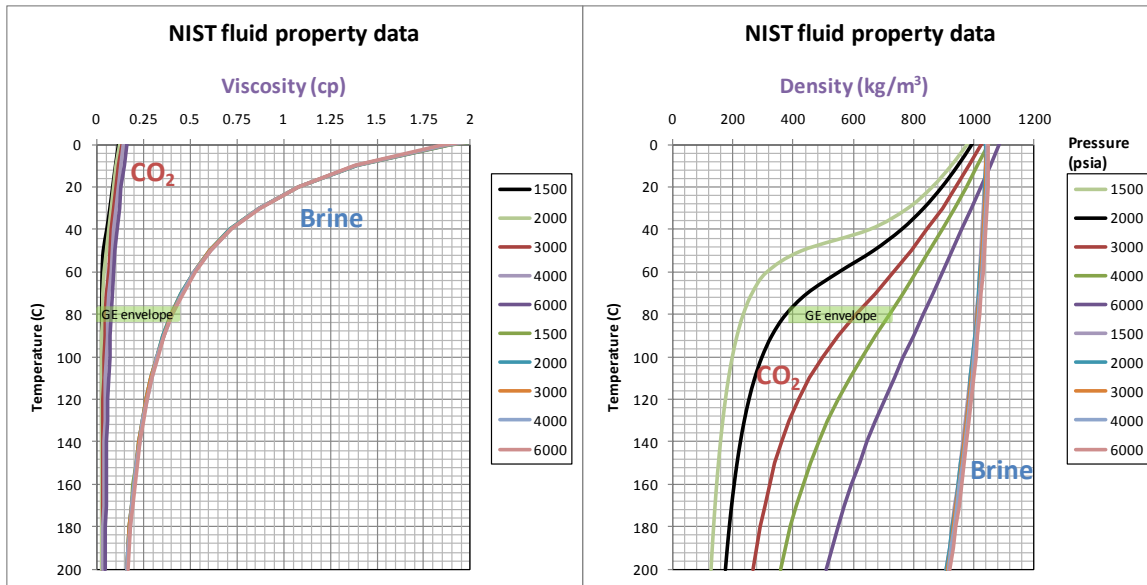 NIST fluid property data
Viscosity (cp)
0 0.25 0.5 0.75 1 1.25 1.5 1.75 2
0
20
40
60
80
100
120
140
160
180
200
Temperature (C)
CO2
Brine
GE envelope
1500
2000
3000
4000
6000
1500
2000
3000
4000
6000
NIST fluid property data
Density (kg/m3)
0 200 400 600 800 1000 1200
0
20
40
60
80
100
120
140
160
180
200
Temperature (C)
GE envelope
CO2
Brine
Pressure
(psia)
1500
2000
3000
4000
6000
1500
2000
3000
4000
6000